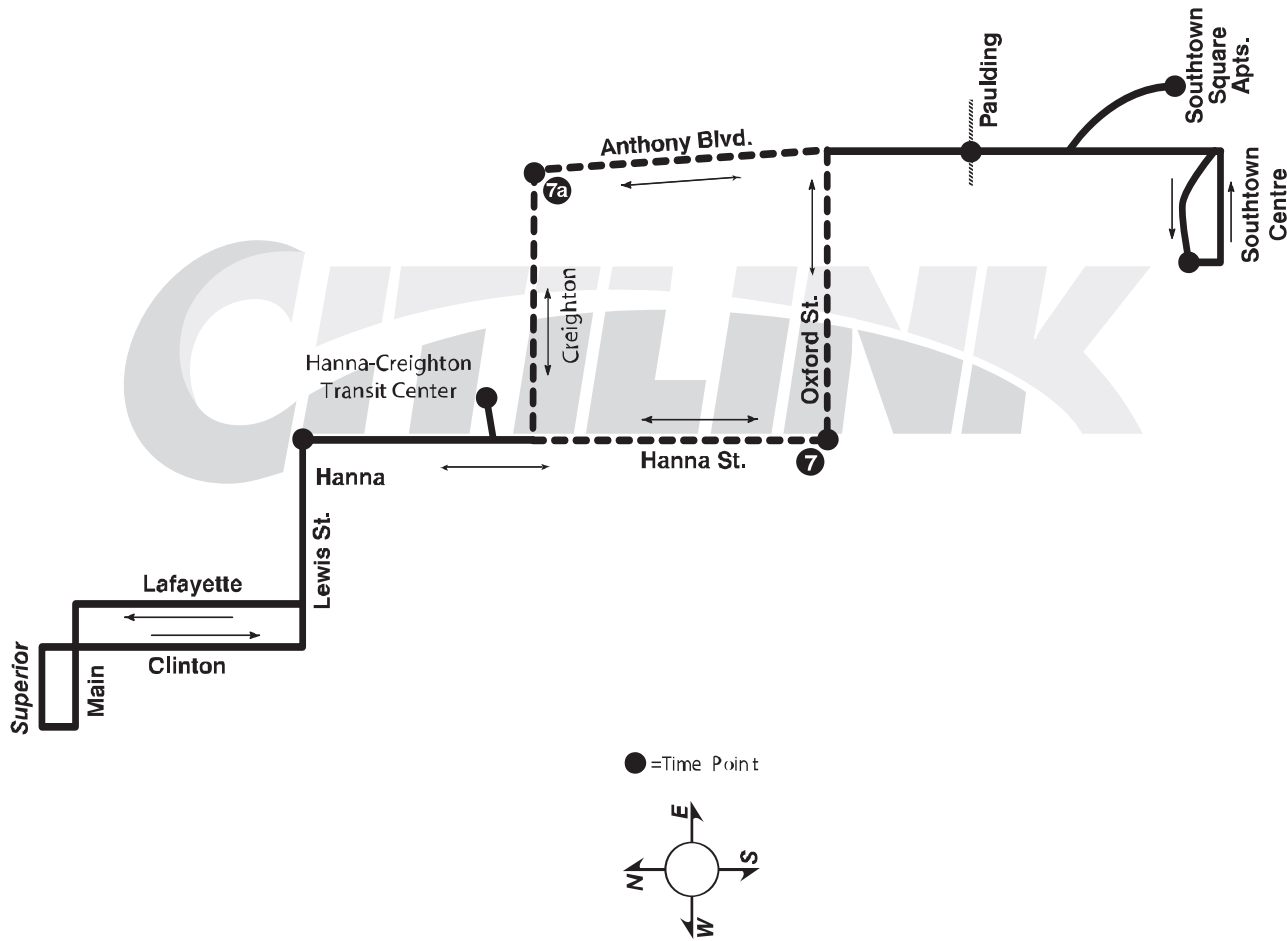 Southtown
Square
Apts.
Paulding
Anthony Blvd.
7a
Southtown
Centre
CITILINK
Creighton
Oxford St.
Hanna-Creighton
Transit Center
Hanna St.
7
Hanna
Lewis St.
Lafayette
Clinton
Superior
Main
=Time Point
E
N
S
W